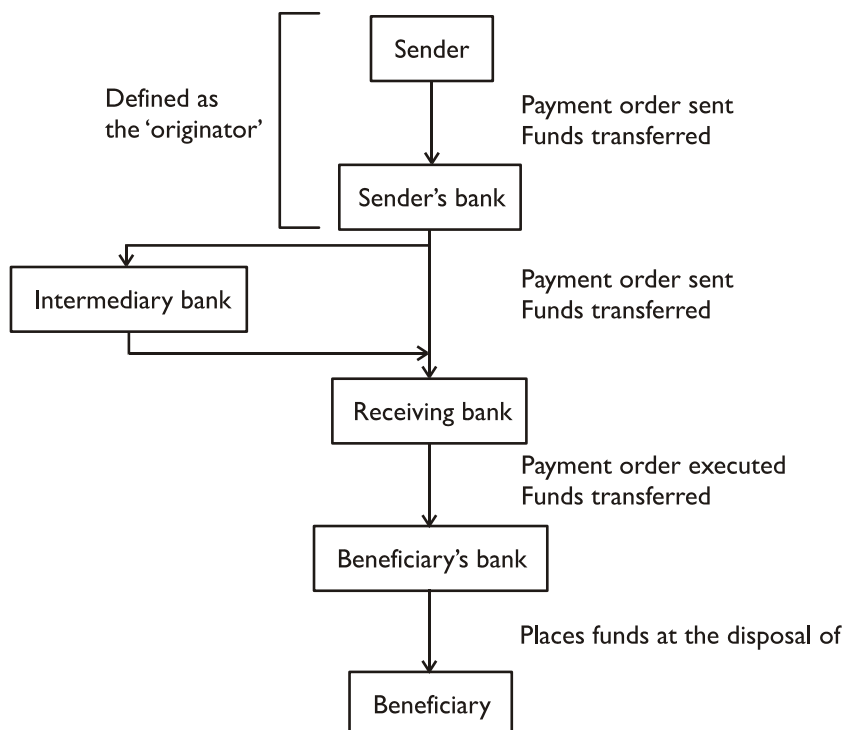 Sender
Defined as
the ‘originator’
Payment order sent
Funds transferred
Sender’s bank
Intermediary bank
Payment order sent
Funds transferred
Receiving bank
Payment order executed
Funds transferred
Beneficiary’s bank
Places funds at the disposal of
Beneficiary